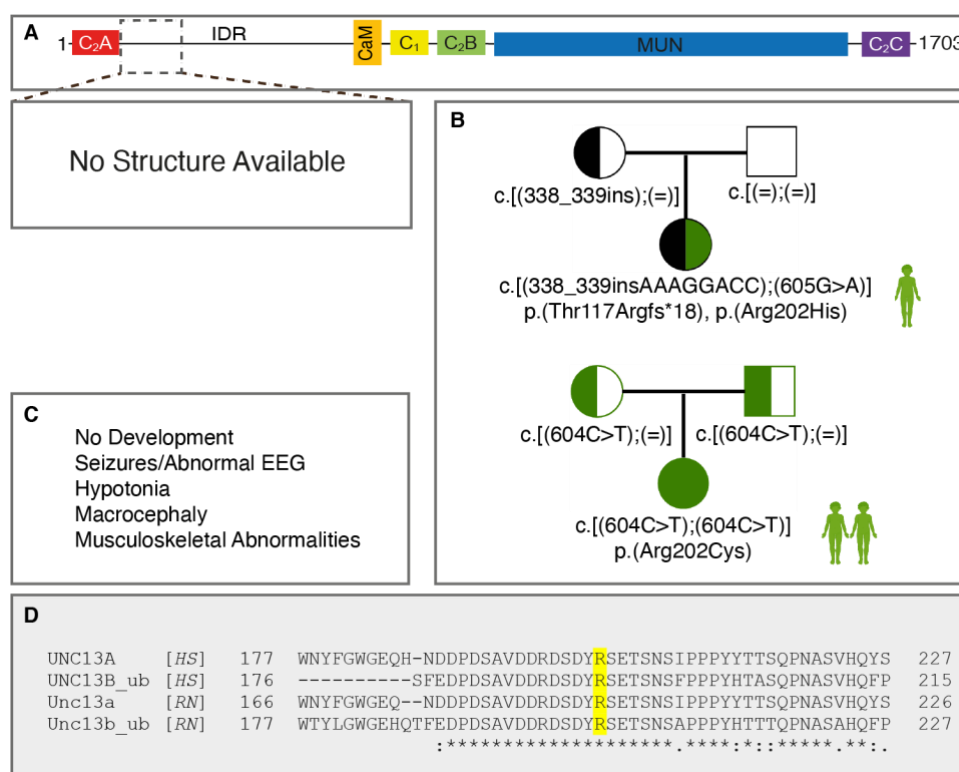 A
1 C₂A IDR CaM C₁ C₂B MUN C₂C 1703
No Structure Available
B
c.[(338_339ins);(=)] c.[(=);(=)]
c.[(338_339insAAAGGACC);(605G>A)]
p.(Thr117Argfs*18), p.(Arg202His)
c.[(604C>T);(=)] c.[(604C>T);(=)]
c.[(604C>T);(604C>T)]
p.(Arg202Cys)
C
No Development
Seizures/Abnormal EEG
Hypotonia
Macrocephaly
Musculoskeletal Abnormalities
D
UNC13A [HS] 177 WNYFGWGEQH-NDDPDSAVDDRDSDYRSETSNSIPPPYYTTSQPNASVHQYS 227
UNC13B_ub [HS] 176 ----------SFEDPDSAVDDRDSDYRSETSNSFPPPYHTASQPNASVHQFP 215
Unc13a [RN] 166 WNYFGWGEQ--NDDPDSAVDDRDSDYRSETSNSIPPPYYTTSQPNASVHQYS 226
Unc13b_ub [RN] 177 WTYLGWGEHQTFEDPDSAVDDRDSDYRSETSNSAPPPYHTTTQPNASAHQFP 227
:********************.****:*::*****.**:.